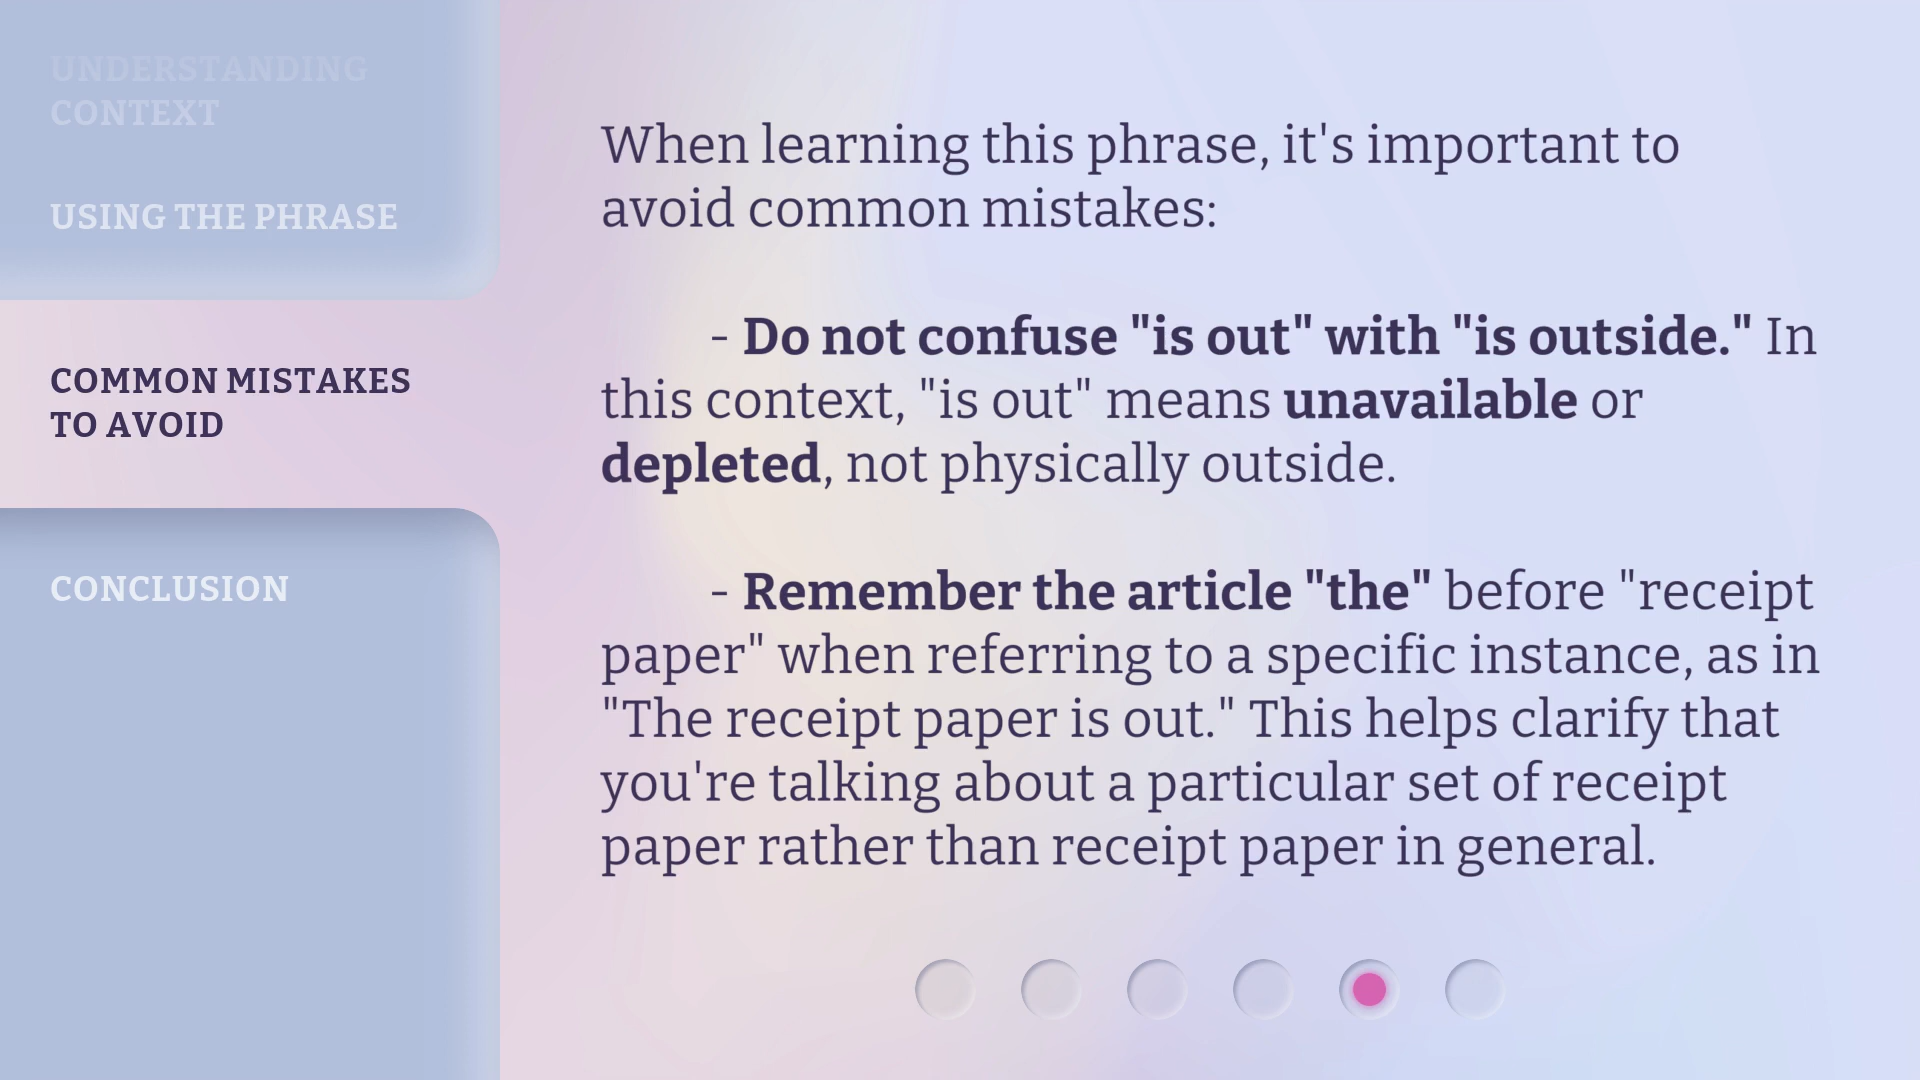 UNDERSTANDING
CONTEXT
USING THE PHRASE
COMMON MISTAKES
TO AVOID
CONCLUSION
When learning this phrase, it's important to
avoid common mistakes:
- Do not confuse "is out" with "is outside." In
this context, "is out" means unavailable or
depleted, not physically outside.
- Remember the article "the" before "receipt
paper" when referring to a specific instance, as in
"The receipt paper is out." This helps clarify that
you're talking about a particular set of receipt
paper rather than receipt paper in general.